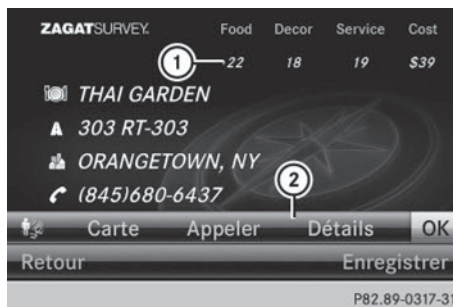 ZAGATSURVEY. Food Decor Service Cost
1 22 18 19 $39
THAI GARDEN
A 303 RT-303
ORANGETOWN, NY
2
(845)680-6437
Carte Appeler Détails OK
Retour Enregistrer
P82.89-0317-31